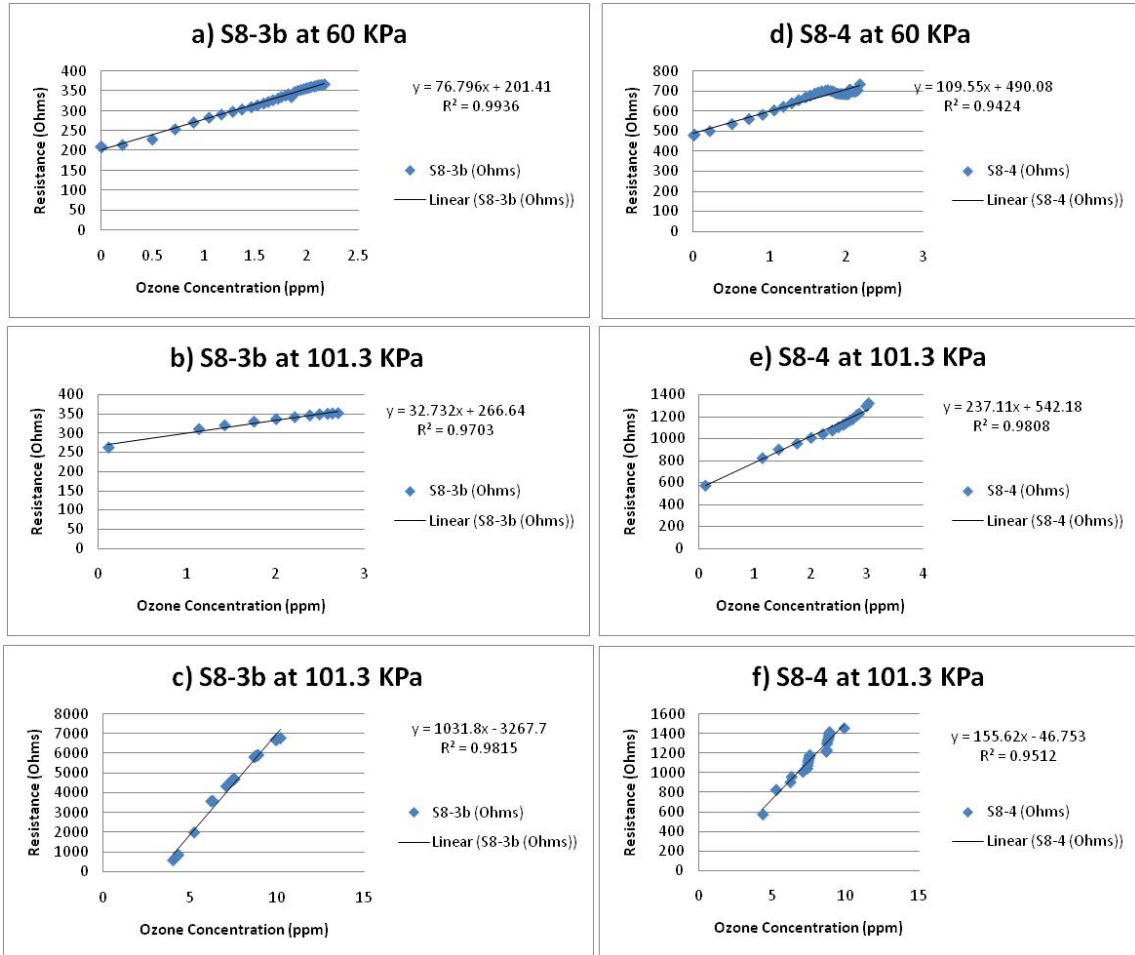 a) S8-3b at 60 KPa
Resistance (Ohms)
400
350
300
250
200
150
100
50
0
0 0.5 1 1.5 2 2.5
Ozone Concentration (ppm)
y = 76.796x + 201.41
R² = 0.9936
S8-3b (Ohms)
Linear (S8-3b (Ohms))
d) S8-4 at 60 KPa
Resistance (Ohms)
800
700
600
500
400
300
200
100
0
0 1 2 3
Ozone Concentration (ppm)
y = 109.55x + 490.08
R² = 0.9424
S8-4 (Ohms)
Linear (S8-4 (Ohms))
b) S8-3b at 101.3 KPa
Resistance (Ohms)
400
350
300
250
200
150
100
50
0
0 1 2 3
Ozone Concentration (ppm)
y = 32.732x + 266.64
R² = 0.9703
S8-3b (Ohms)
Linear (S8-3b (Ohms))
e) S8-4 at 101.3 KPa
Resistance (Ohms)
1400
1200
1000
800
600
400
200
0
0 1 2 3 4
Ozone Concentration (ppm)
y = 237.11x + 542.18
R² = 0.9808
S8-4 (Ohms)
Linear (S8-4 (Ohms))
c) S8-3b at 101.3 KPa
Resistance (Ohms)
8000
7000
6000
5000
4000
3000
2000
1000
0
0 5 10 15
Ozone Concentration (ppm)
y = 1031.8x - 3267.7
R² = 0.9815
S8-3b (Ohms)
Linear (S8-3b (Ohms))
f) S8-4 at 101.3 KPa
Resistance (Ohms)
1600
1400
1200
1000
800
600
400
200
0
0 5 10 15
Ozone Concentration (ppm)
y = 155.62x - 46.753
R² = 0.9512
S8-4 (Ohms)
Linear (S8-4 (Ohms))